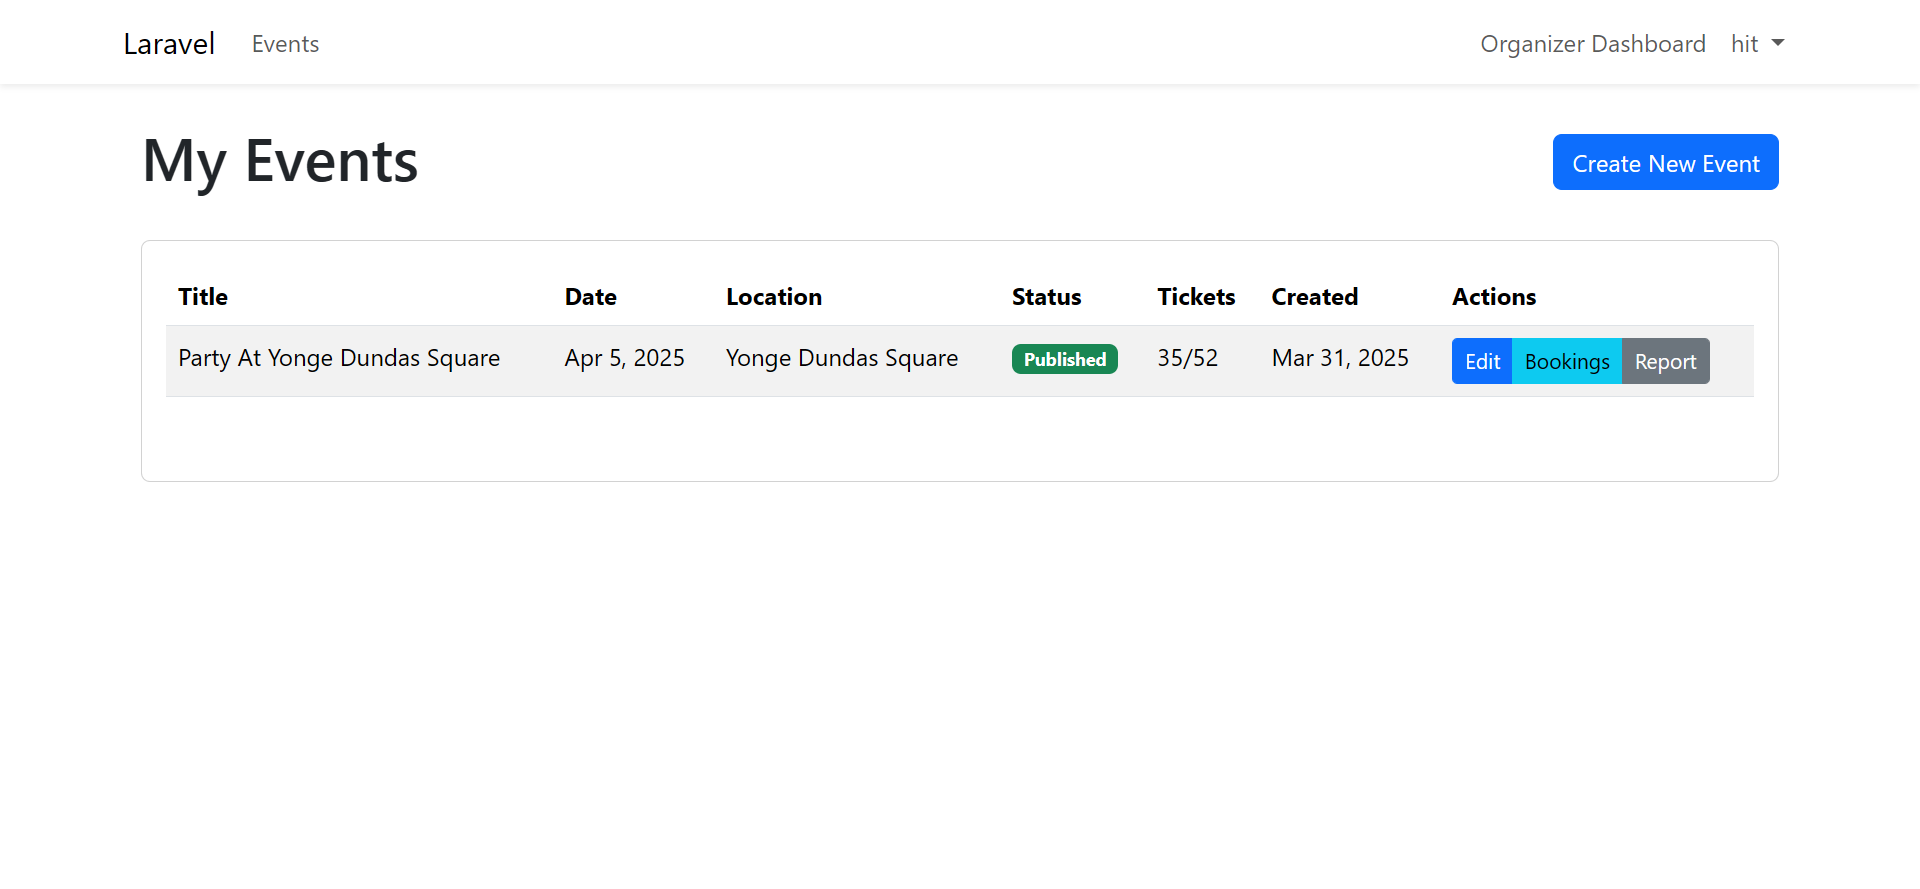 Laravel Events Organizer Dashboard hit
My Events Create New Event
Title Date Location Status Tickets Created Actions
Party At Yonge Dundas Square Apr 5, 2025 Yonge Dundas Square Published 35/52 Mar 31, 2025 Edit Bookings Report